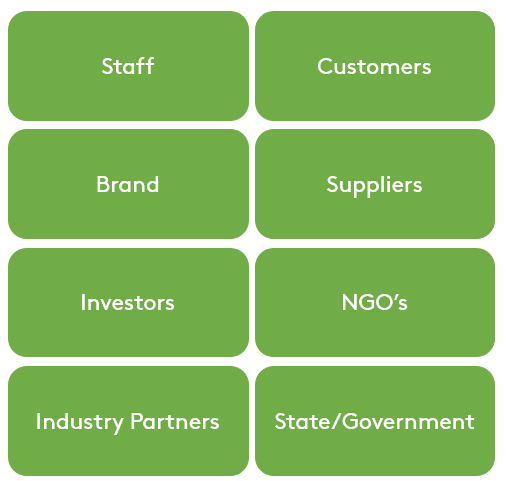 Staff
Customers
Brand
Suppliers
Investors
NGO’s
Industry Partners
State/Government